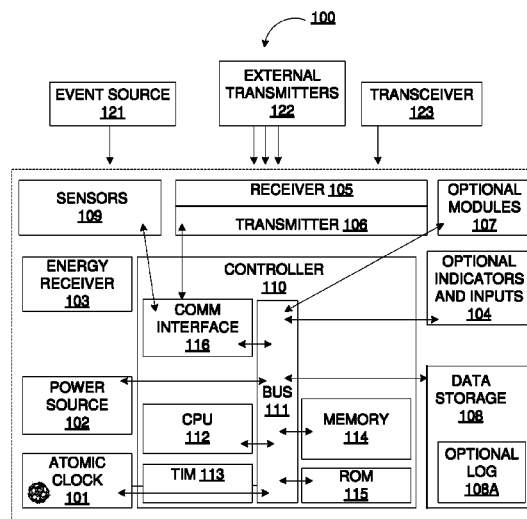 100
EVENT SOURCE
121
EXTERNAL
TRANSMITTERS
122
TRANSCEIVER
123
SENSORS
109
RECEIVER 105
TRANSMITTER 106
OPTIONAL
MODULES
107
ENERGY
RECEIVER
103
CONTROLLER
110
COMM
INTERFACE
116
OPTIONAL
INDICATORS
AND INPUTS
104
POWER
SOURCE
102
BUS
111
CPU
112
MEMORY
114
DATA
STORAGE
108
ATOMIC
CLOCK
101
TIM 113
ROM
115
OPTIONAL
LOG
108A